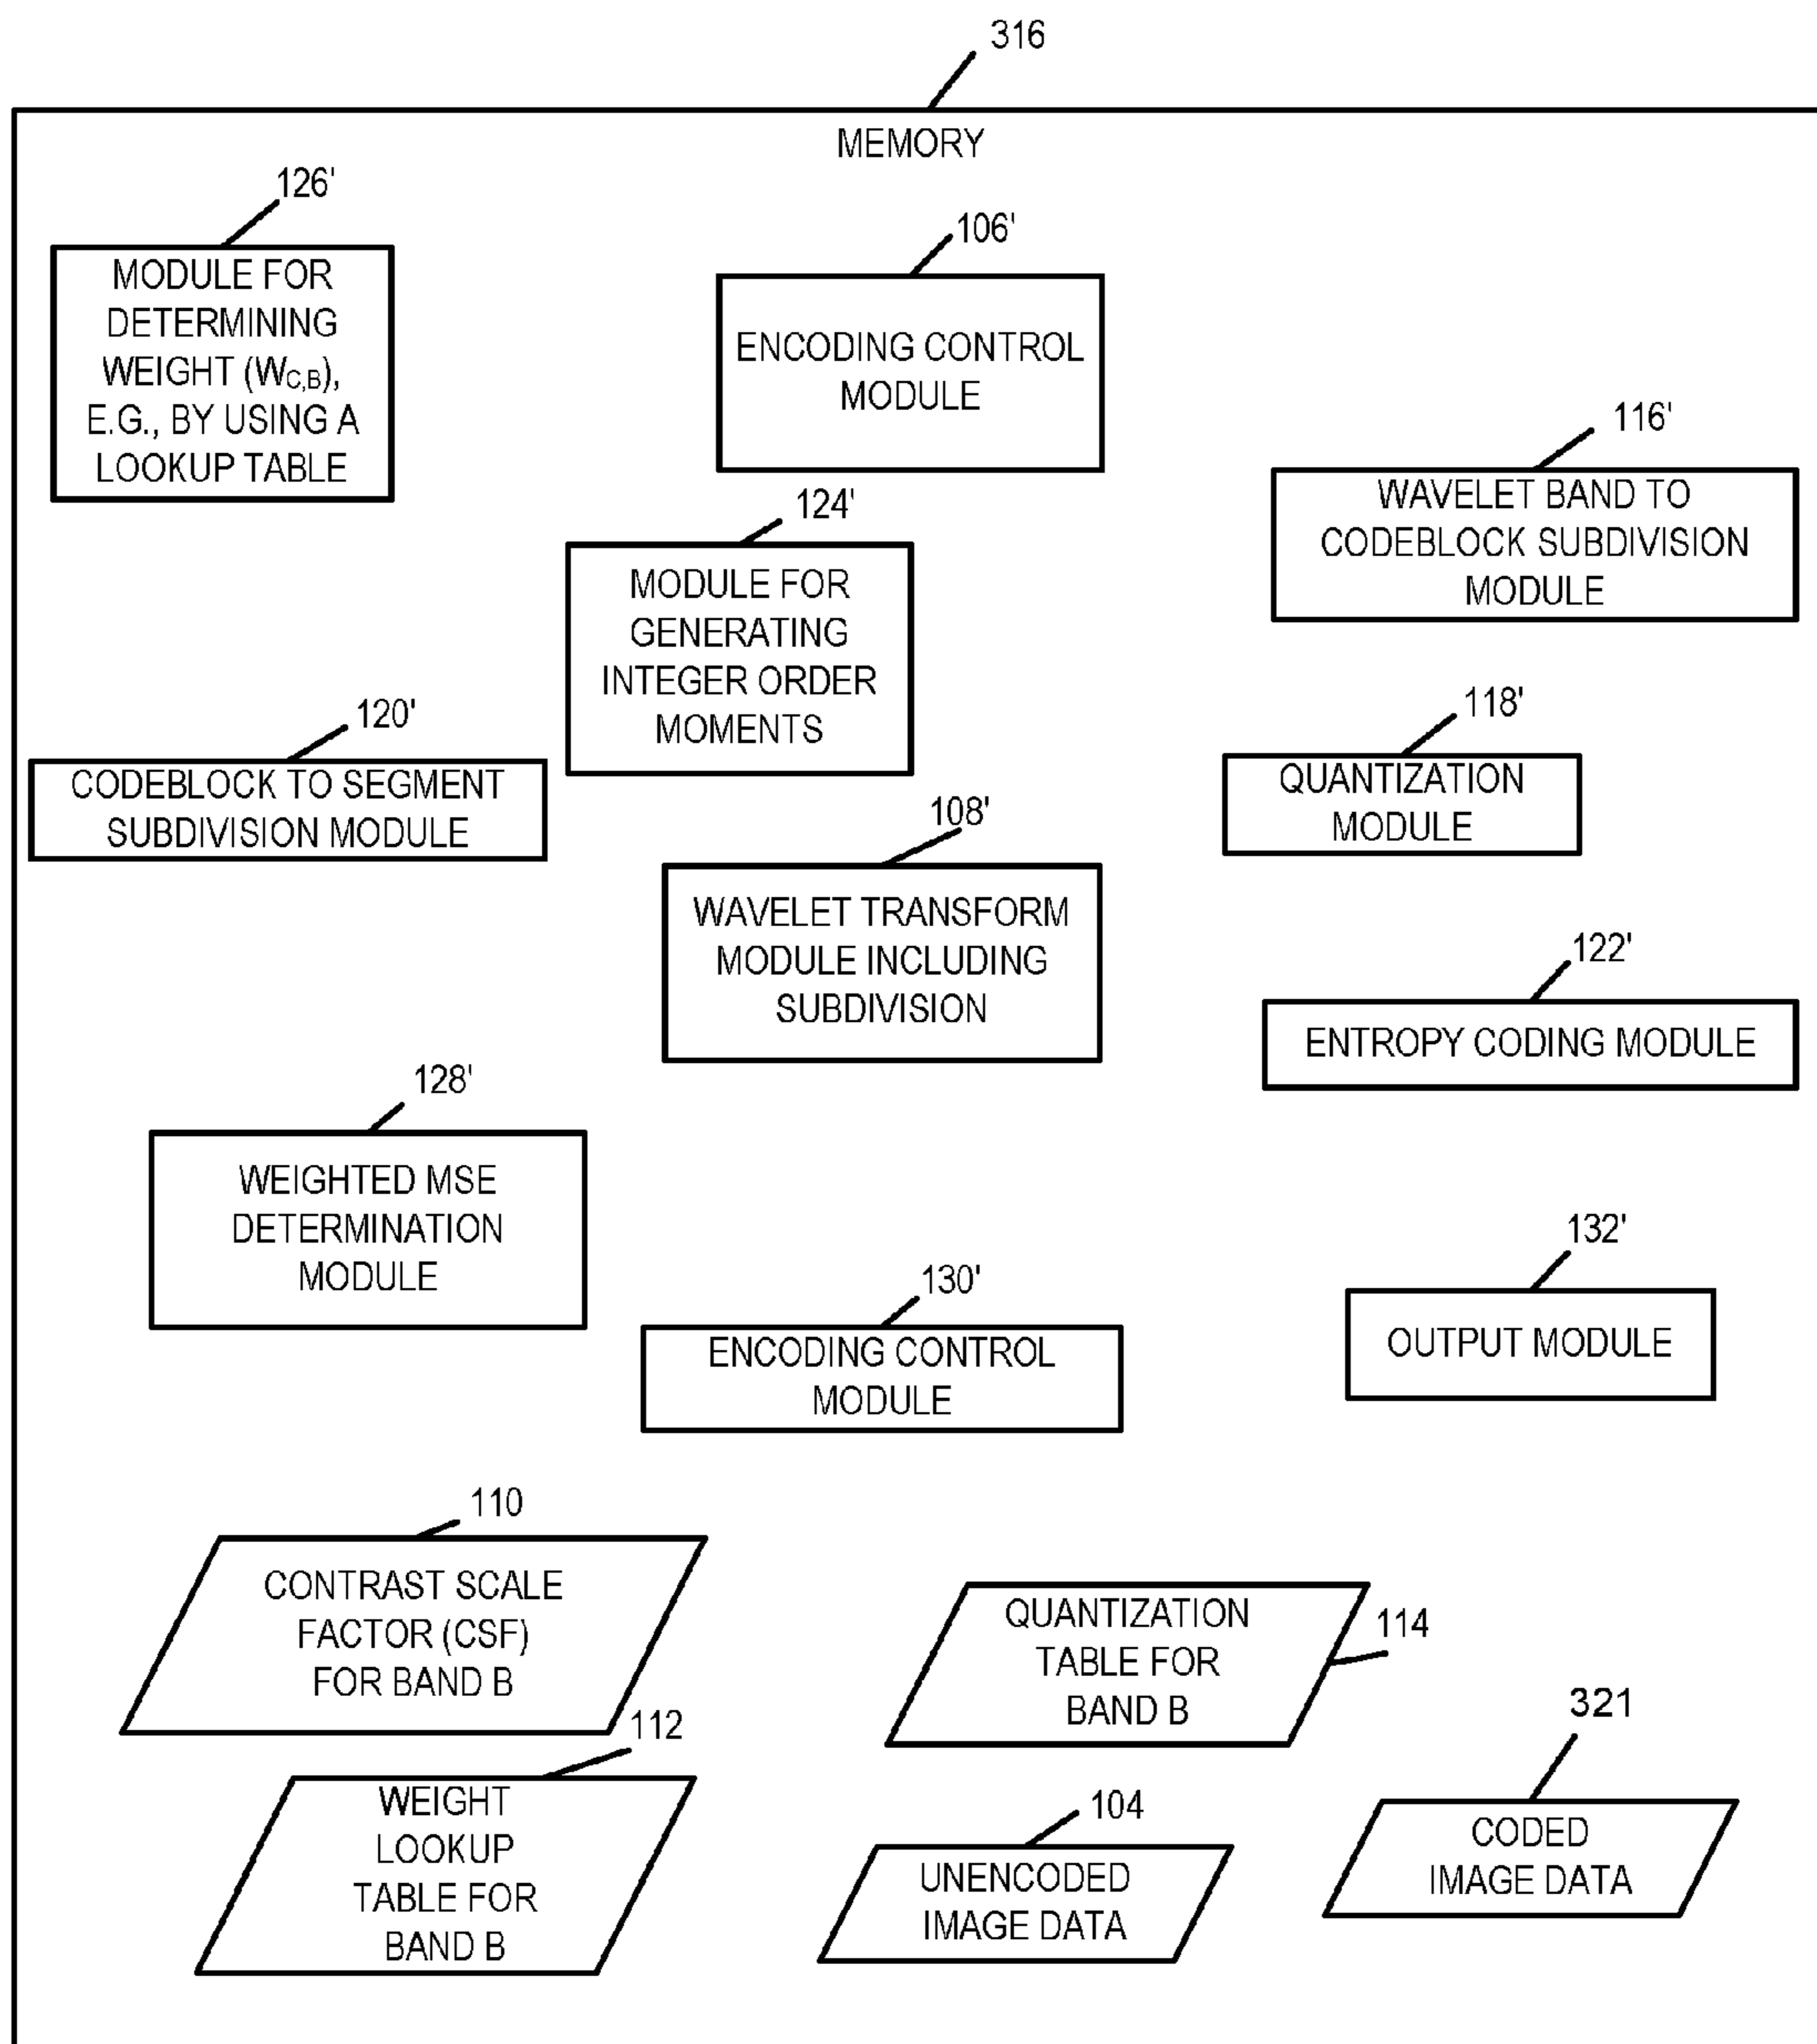 316
MEMORY
126'
MODULE FOR
DETERMINING
WEIGHT (WC,B),
E.G., BY USING A
LOOKUP TABLE
106'
ENCODING CONTROL
MODULE
116'
WAVELET BAND TO
CODEBLOCK SUBDIVISION
MODULE
124'
MODULE FOR
GENERATING
INTEGER ORDER
MOMENTS
120'
CODEBLOCK TO SEGMENT
SUBDIVISION MODULE
118'
QUANTIZATION
MODULE
108'
WAVELET TRANSFORM
MODULE INCLUDING
SUBDIVISION
122'
ENTROPY CODING MODULE
128'
WEIGHTED MSE
DETERMINATION
MODULE
132'
OUTPUT MODULE
130'
ENCODING CONTROL
MODULE
110
CONTRAST SCALE
FACTOR (CSF)
FOR BAND B
114
QUANTIZATION
TABLE FOR
BAND B
112
WEIGHT
LOOKUP
TABLE FOR
BAND B
104
UNENCODED
IMAGE DATA
321
CODED
IMAGE DATA